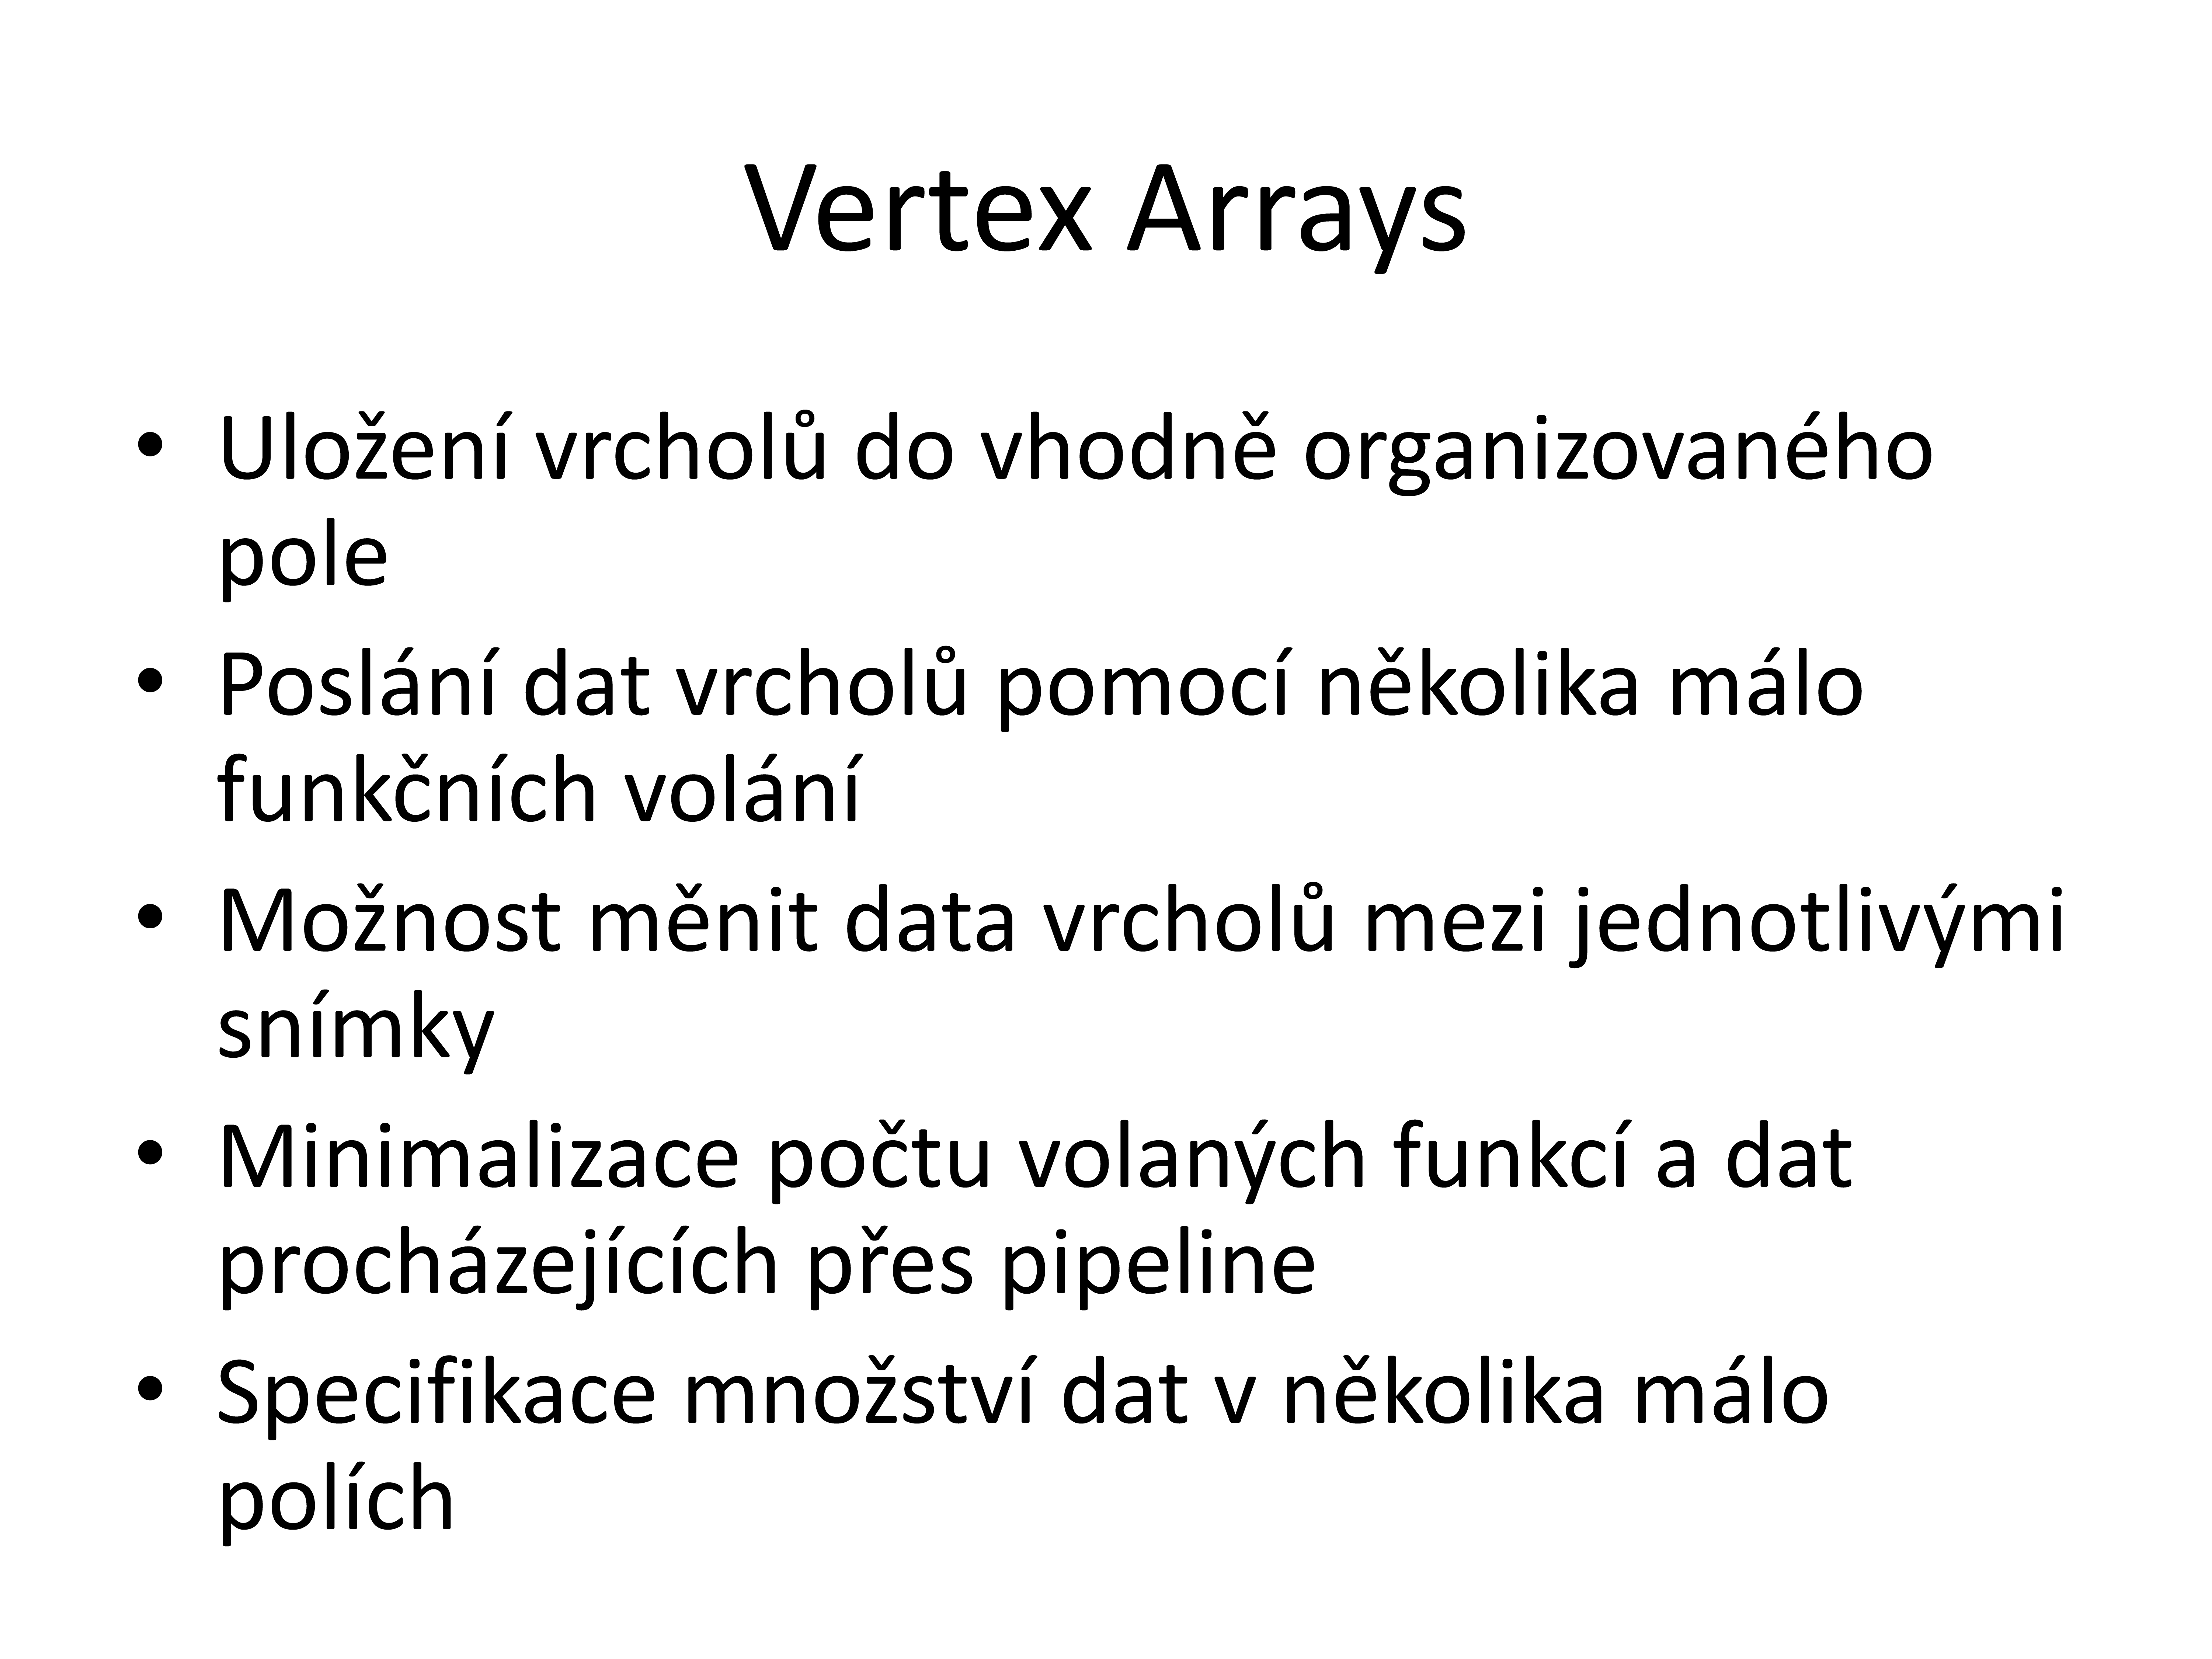 Vertex Arrays
• Uložení vrcholů do vhodně organizovaného
pole
• Poslání dat vrcholů pomocí několika málo
funkčních volání
• Možnost měnit data vrcholů mezi jednotlivými
snímky
• Minimalizace počtu volaných funkcí a dat
procházejících přes pipeline
• Specifikace množství dat v několika málo
polích